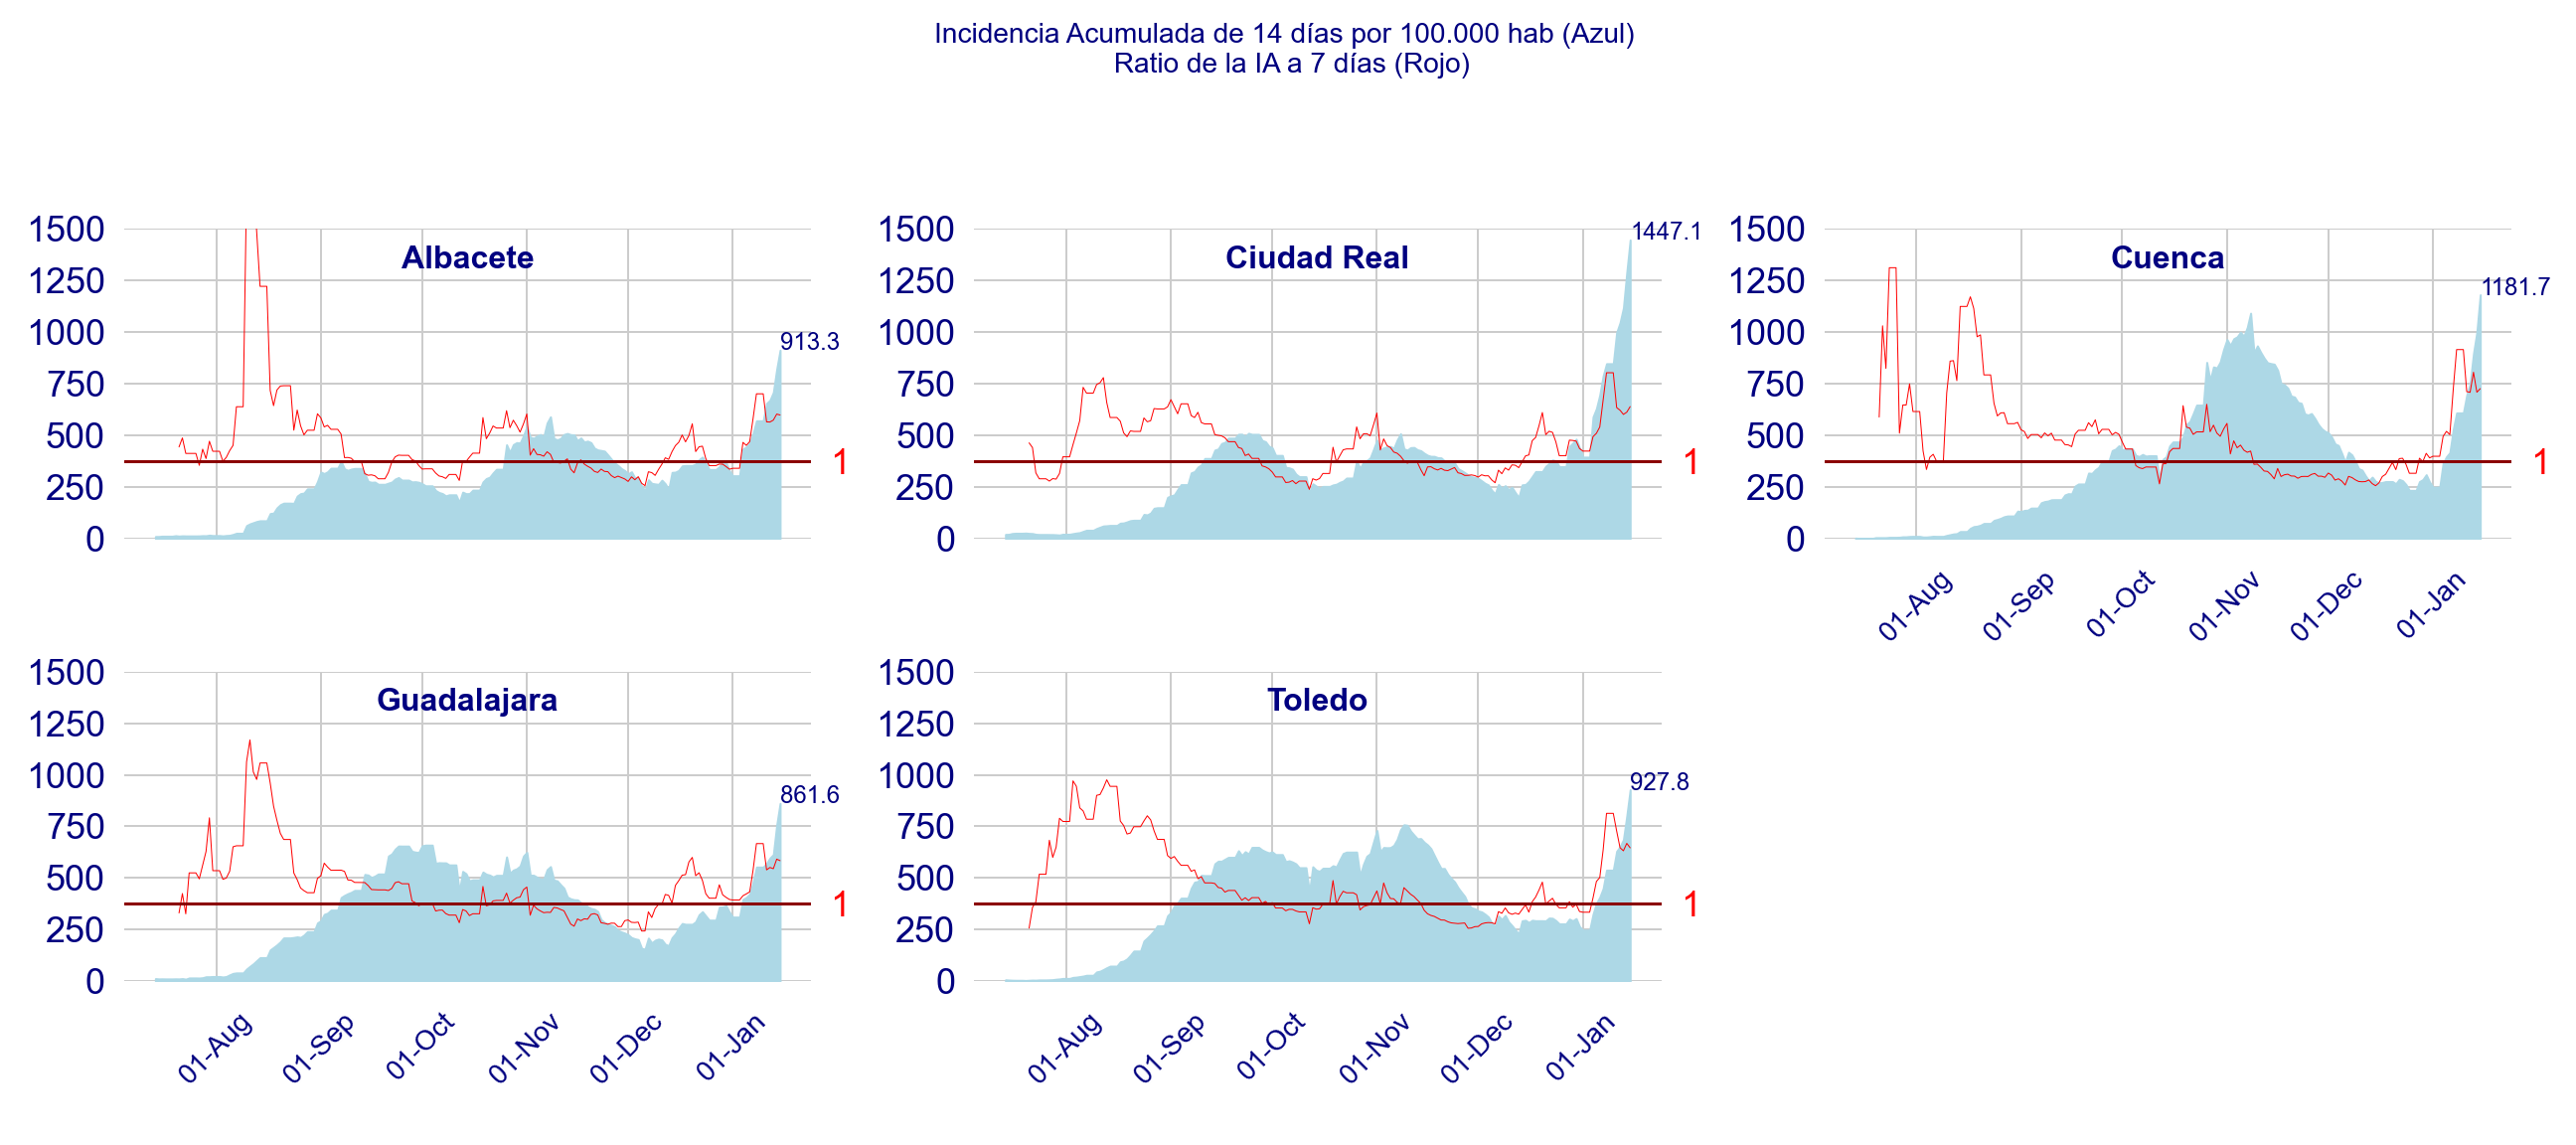 Incidencia Acumulada de 14 días por 100.000 hab (Azul)
Ratio de la IA a 7 días (Rojo)
Albacete
1500
1250
1000
750
500
250
0
913.3
1
Ciudad Real
1500
1250
1000
750
500
250
0
1447.1
1
Cuenca
1500
1250
1000
750
500
250
0
1181.7
1
01-Aug
01-Sep
01-Oct
01-Nov
01-Dec
01-Jan
Guadalajara
1500
1250
1000
750
500
250
0
861.6
1
01-Aug
01-Sep
01-Oct
01-Nov
01-Dec
01-Jan
Toledo
1500
1250
1000
750
500
250
0
927.8
1
01-Aug
01-Sep
01-Oct
01-Nov
01-Dec
01-Jan